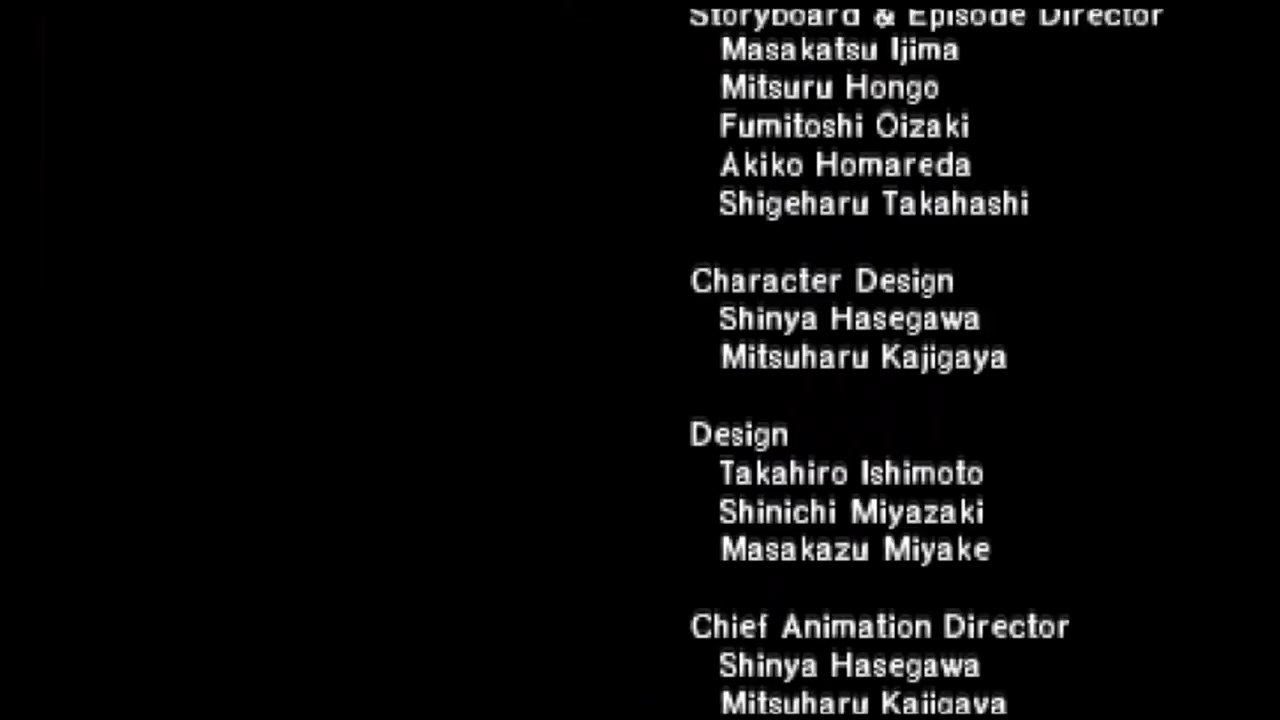 Storyboard & Episode Director
Masakatsu Ijima
Mitsuru Hongo
Fumitoshi Oizaki
Akiko Homareda
Shigeharu Takahashi
Character Design
Shinya Hasegawa
Mitsuharu Kajigaya
Design
Takahiro Ishimoto
Shinichi Miyazaki
Masakazu Miyake
Chief Animation Director
Shinya Hasegawa
Mitsuharu Kajigaya